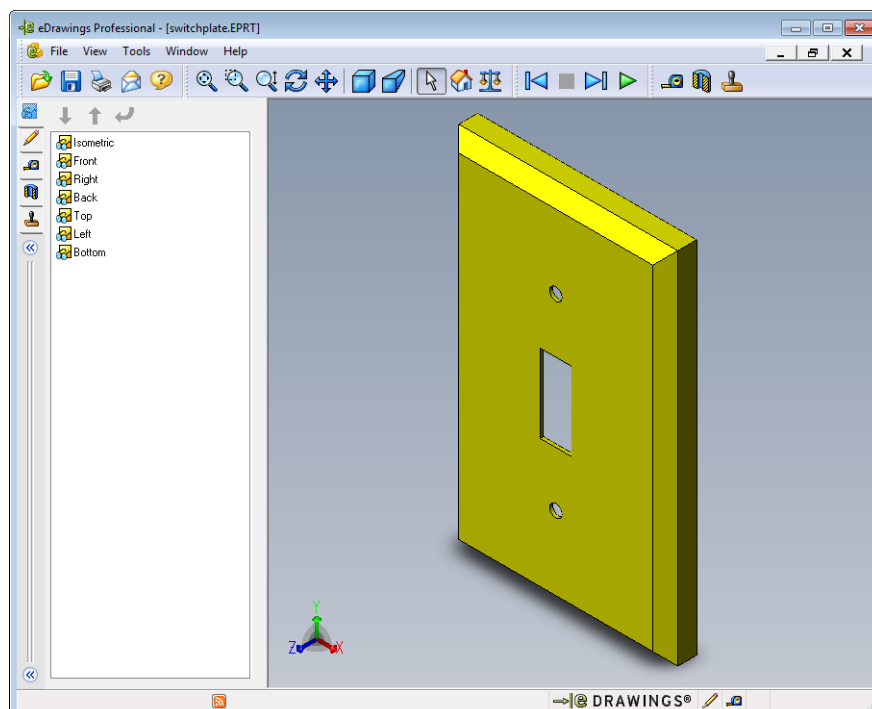 eDrawings Professional - [switchplate.EPRT]
File View Tools Window Help
Isometric
Front
Right
Back
Top
Left
Bottom
Y
Z X
DRAWINGS®